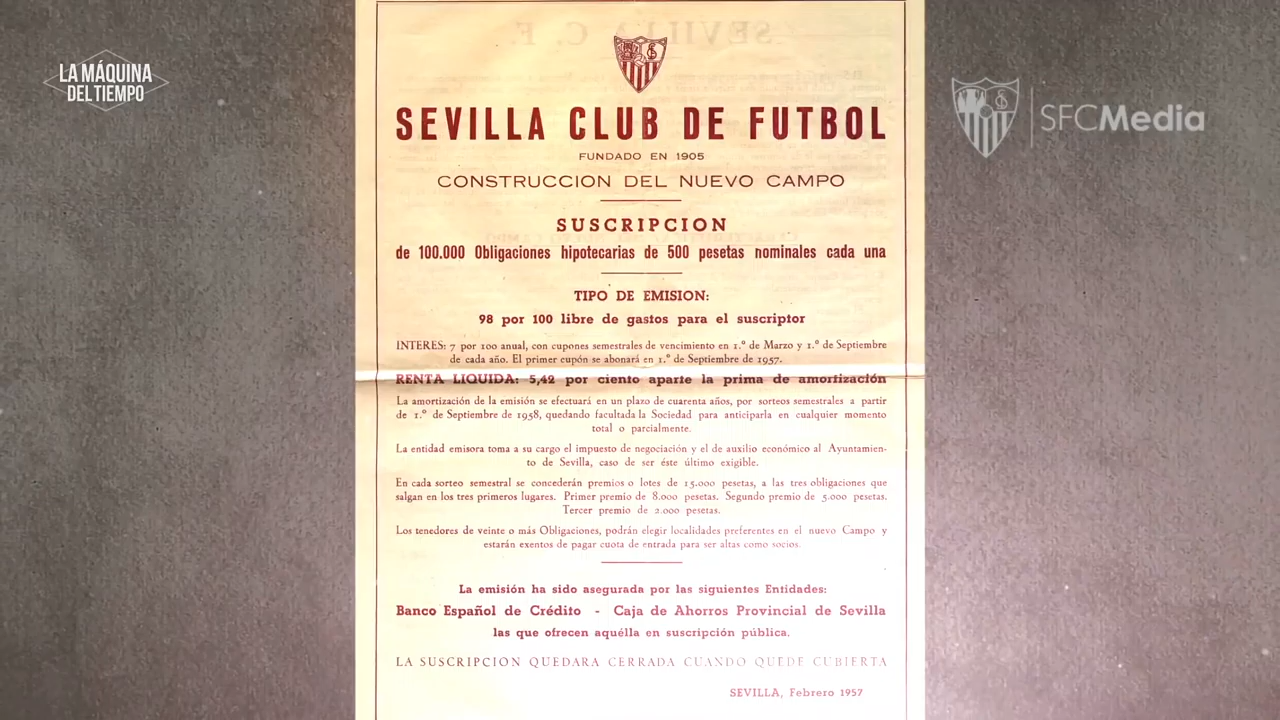 LA MÁQUINA
DEL TIEMPO
SFCMedia
SEVILLA C. F.
SEVILLA CLUB DE FUTBOL
FUNDADO EN 1905
CONSTRUCCION DEL NUEVO CAMPO
SUSCRIPCION
de 100.000 Obligaciones hipotecarias de 500 pesetas nominales cada una
TIPO DE EMISION:
98 por 100 libre de gastos para el suscriptor
INTERES: 7 por 100 anual, con cupones semestrales de vencimiento en 1.º de Marzo y 1.º de Septiembre
de cada año. El primer cupón se abonará en 1.º de Septiembre de 1957.
RENTA LIQUIDA: 5,42 por ciento aparte la prima de amortización
La amortización de la emisión se efectuará en un plazo de cuarenta años, por sorteos semestrales a partir
de 1.º de Septiembre de 1958, quedando facultada la Sociedad para anticiparla en cualquier momento
total o parcialmente.
La entidad emisora toma a su cargo el impuesto de negociación y el de auxilio económico al Ayuntamien-
to de Sevilla, caso de ser éste último exigible.
En cada sorteo semestral se concederán premios o lotes de 15.000 pesetas, a las tres obligaciones que
salgan en los tres primeros lugares. Primer premio de 8.000 pesetas. Segundo premio de 5.000 pesetas.
Tercer premio de 2.000 pesetas.
Los tenedores de veinte o más Obligaciones, podrán elegir localidades preferentes en el nuevo Campo y
estarán exentos de pagar cuota de entrada para ser altas como socios.
La emisión ha sido asegurada por las siguientes Entidades:
Banco Español de Crédito - Caja de Ahorros Provincial de Sevilla
las que ofrecen aquélla en suscripción pública.
LA SUSCRIPCION QUEDARA CERRADA CUANDO QUEDE CUBIERTA
SEVILLA, Febrero 1957